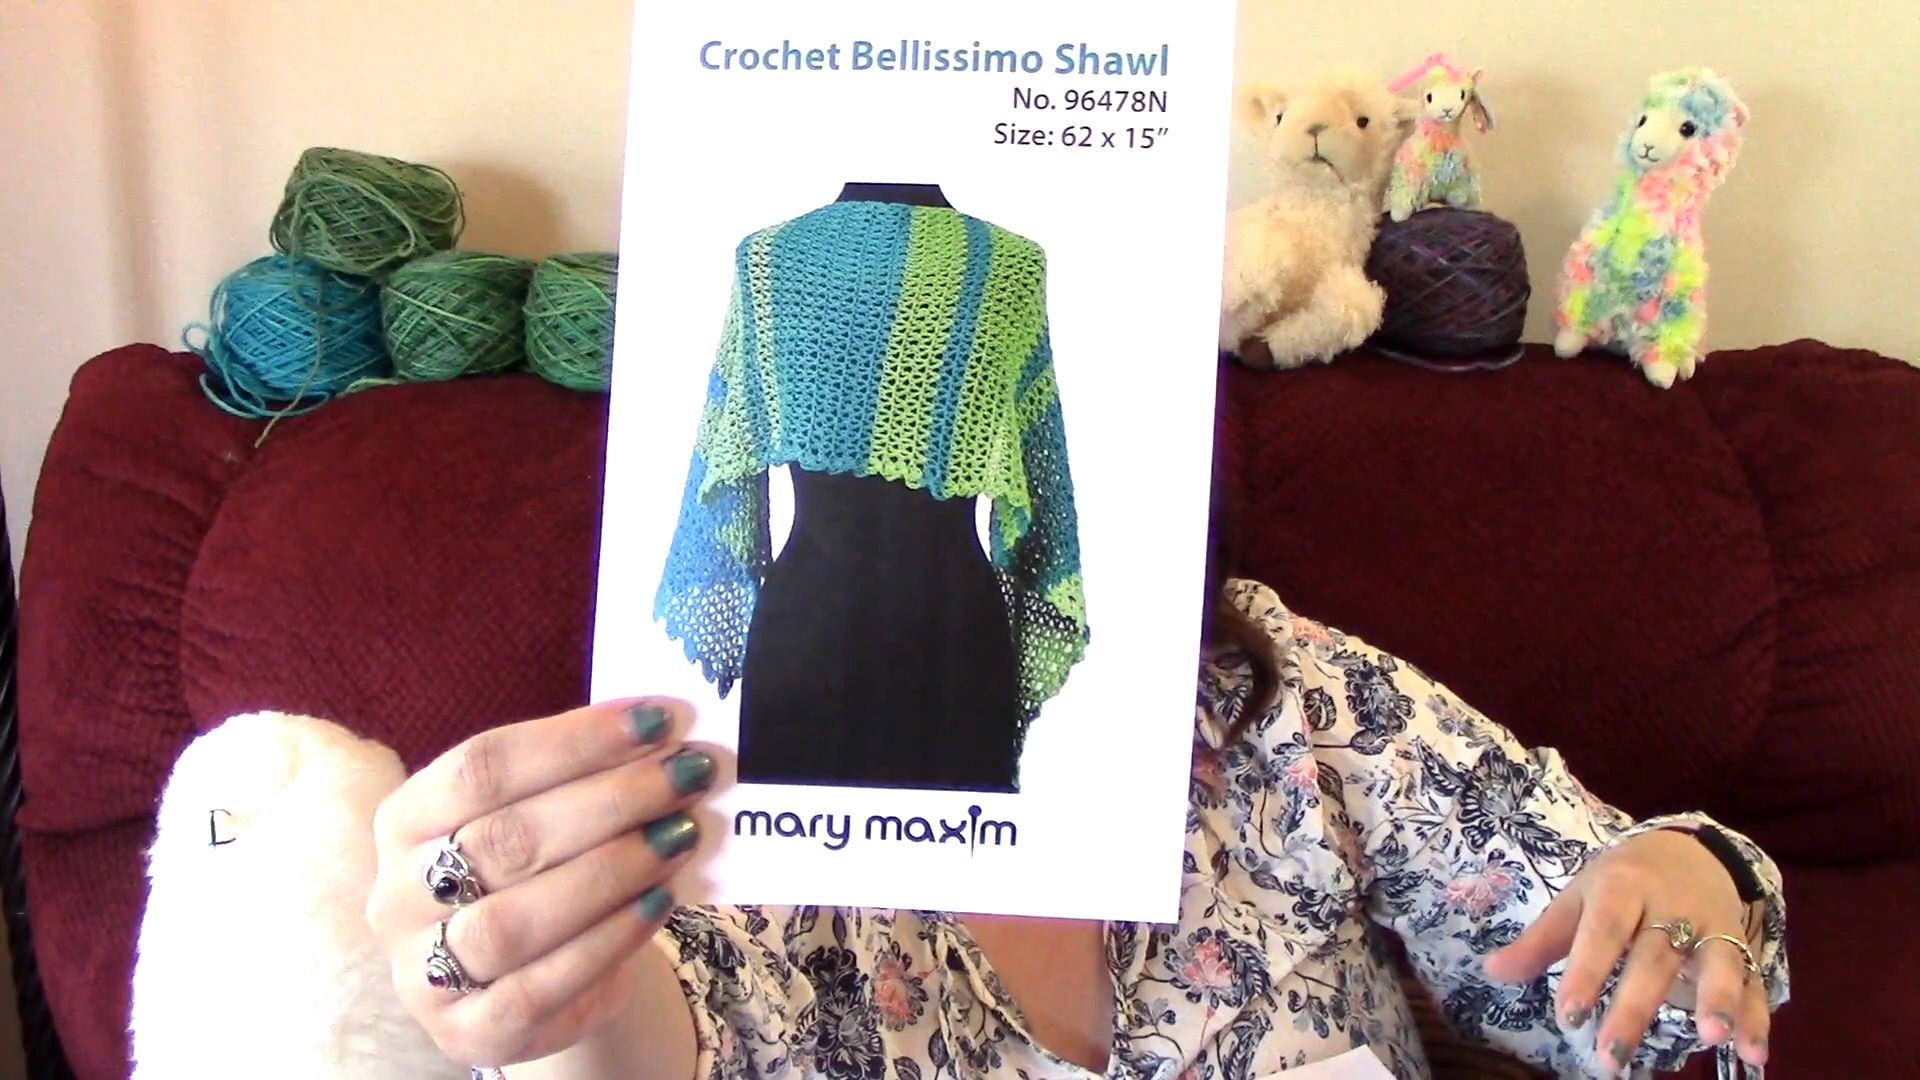 Crochet Bellissimo Shawl
No. 96478N
Size: 62 x 15”
mary maxim